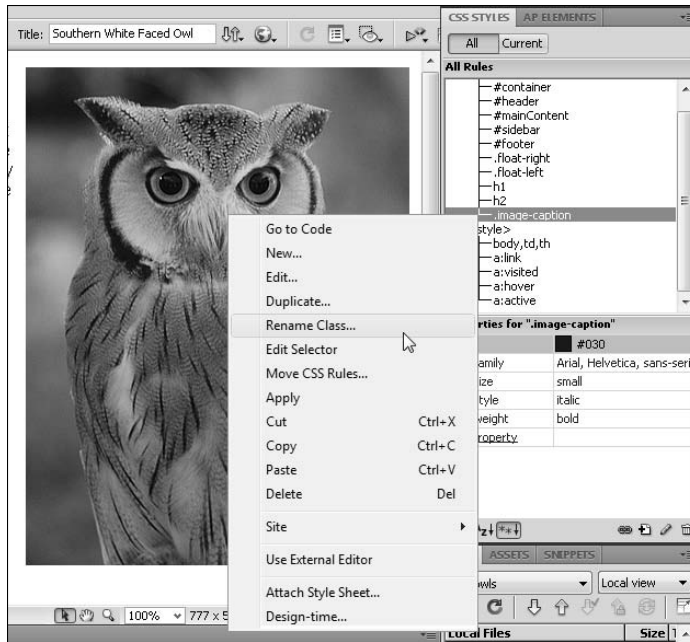 CSS STYLES AP ELEMENTS
Title: Southern White Faced Owl
All Current
All Rules
#container
#header
#mainContent
#sidebar
#footer
.float-right
.float-left
h1
h2
.image-caption
style>
body,td,th
a:link
a:visited
a:hover
a:active
Go to Code
New...
Edit...
Duplicate...
Rename Class...
Edit Selector
Move CSS Rules...
Apply
Cut Ctrl+X
Copy Ctrl+C
Paste Ctrl+V
Delete Del
Site
Use External Editor
Attach Style Sheet...
Design-time...
rties for ".image-caption"
#030
amily Arial, Helvetica, sans-seri
ize small
tyle italic
weight bold
roperty
ASSETS SNIPPETS
wls Local view
100% 777 x 5
Local Files Size